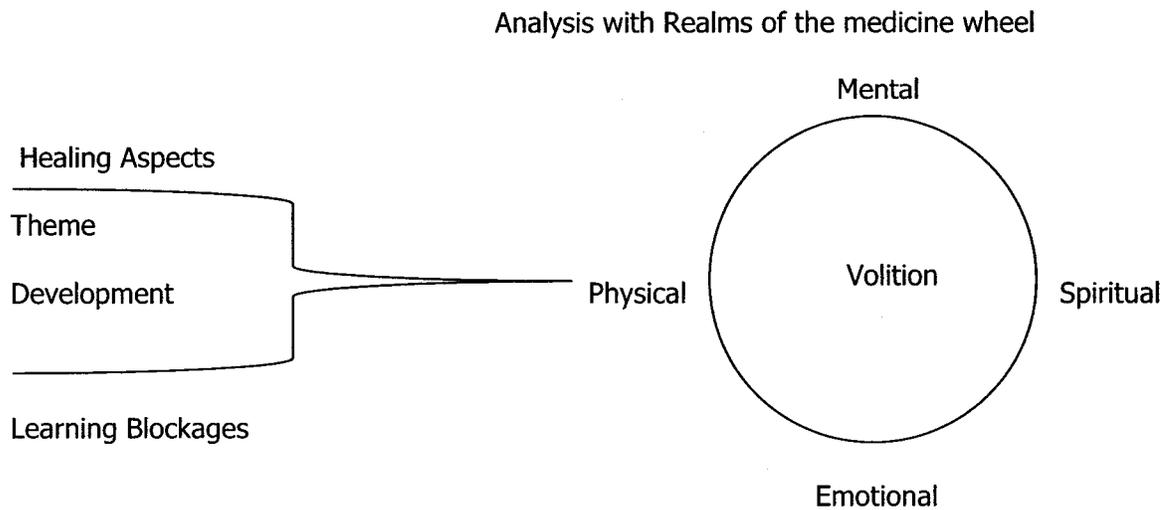 Analysis with Realms of the medicine wheel
Mental
Healing Aspects
Theme
Development
Learning Blockages
Physical
Volition
Spiritual
Emotional